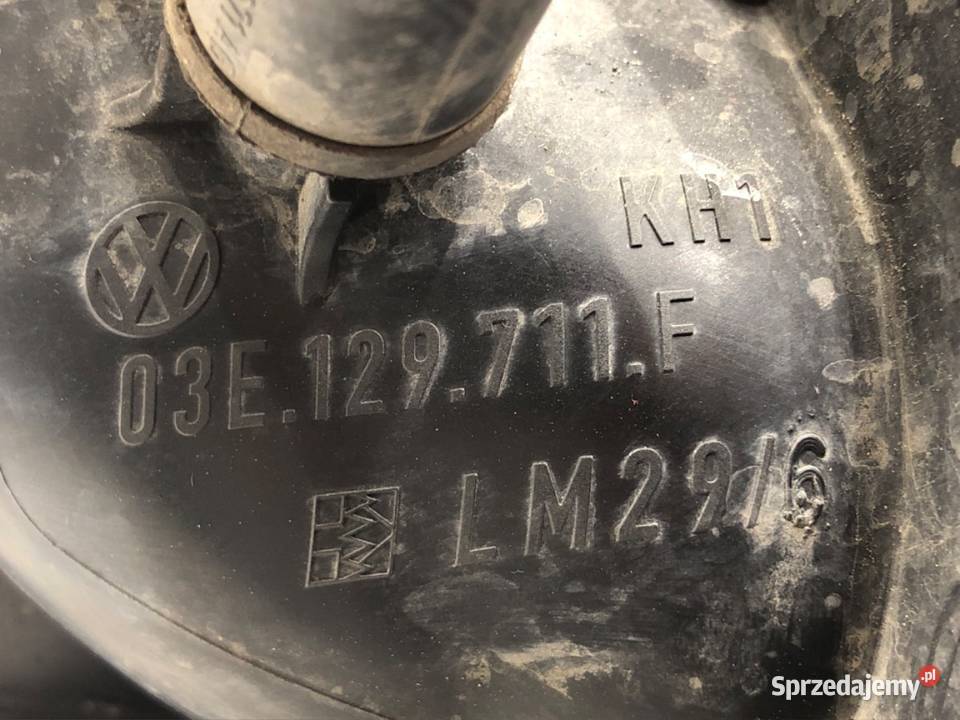 KH1
03E.129.711.F
LM29/6
Sprzedajemy.pl